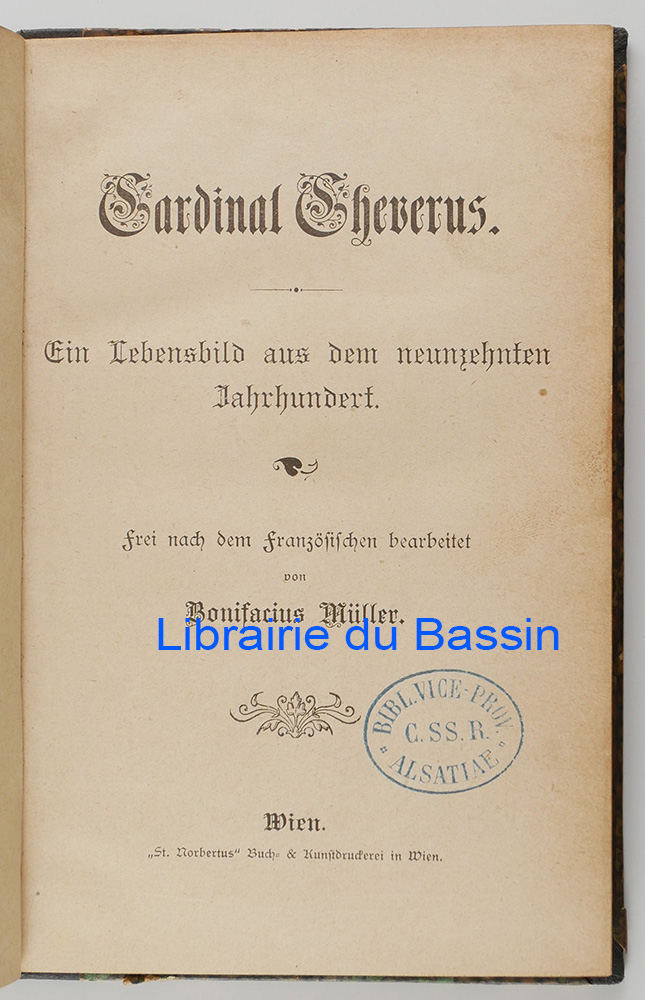 Cardinal Cheverus.
Ein Lebensbild aus dem neunzehnten
Jahrhundert.
Frei nach dem Französischen bearbeitet
von
Bonifacius Müller.
Librairie du Bassin
BIBL. VICE-PROV.
C. SS. R.
" ALSATIAE "
Wien.
„St. Norbertus“ Buch- & Kunstdruckerei in Wien.